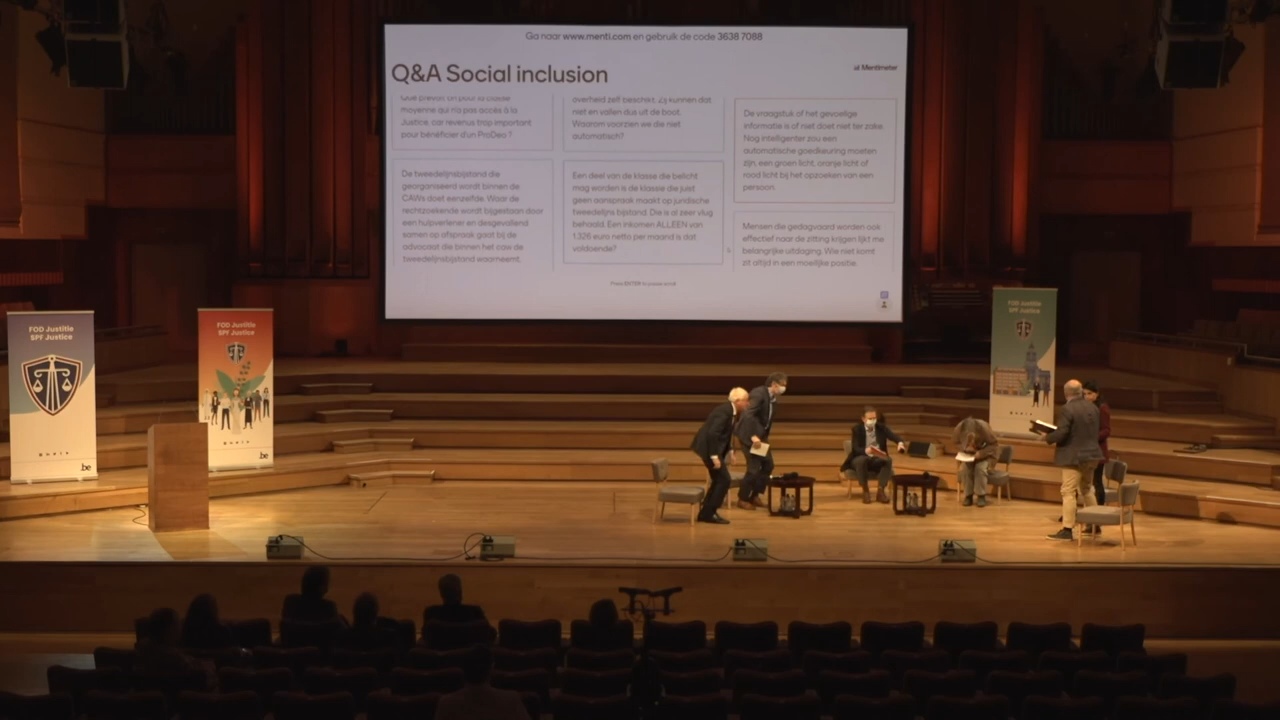 Ga naar www.menti.com en gebruik de code 3638 7088
Q&A Social inclusion
Mentimeter
moyenne qui n'a pas accès à la
Justice, car revenus trop important
pour bénéficier d'un ProDeo ?
De tweedelijnsbijstand die
georganiseerd wordt binnen de
CAWs doet eenzelfde. Waar de
rechtzoekende wordt bijgestaan door
een hulpverlener en desgevallend
samen op afspraak gaat bij de
advocaat die binnen het caw de
tweedelijnsbijstand waarneemt.
overheid zelf beschikt. Zij kunnen dat
niet en vallen dus uit de boot.
Waarom voorzien we die niet
automatisch?
Een deel van de klasse die belicht
mag worden is de klasse die juist
geen aanspraak maakt op juridische
tweedelijns bijstand. Die is al zeer vlug
behaald. Een inkomen ALLEEN van
1.326 euro netto per maand is dat
voldoende?
De vraagstuk of het gevoelige
informatie is of niet doet niet ter zake
Nog intelligenter zou een
automatische goedkeuring moeten
zijn, een groen licht, oranje licht of
rood licht bij het opzoeken van een
persoon.
Mensen die gedagvaard worden ook
effectief naar de zitting krijgen lijkt me
belangrijke uitdaging. Wie niet komt
zit altijd in een moeilijke positie.
Press ENTER to pause scroll
FOD Justitie
SPF Justice
.be
FOD Justitie
SPF Justice
.be
FOD Justitie
SPF Justice